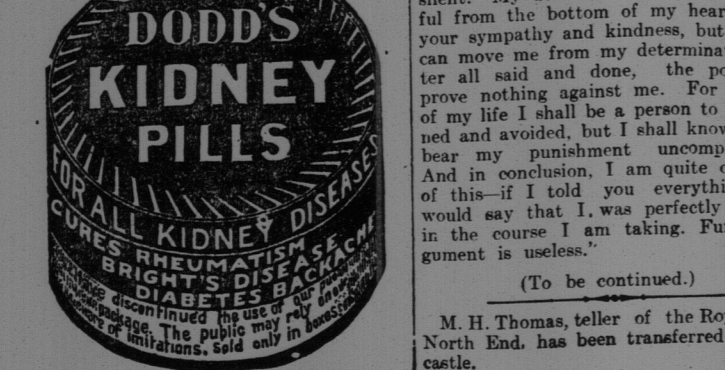 DODD'S
KIDNEY
PILLS
FOR ALL KIDNEY DISEASES
CURES RHEUMATISM
BRIGHT'S DISEASE
DIABETES BACKACHE
have discontinued the use of our
package. The public may rely
of imitations. Sold only in boxes
ful from the bottom of my hear
your sympathy and kindness, but
can move me from my determina
ter all said and done, the po
prove nothing against me. For
of my life I shall be a person to
ned and avoided, but I shall know
bear my punishment uncomp
And in conclusion, I am quite c
of this—if I told you everythi
would say that I. was perfectly
in the course I am taking. Fu
gument is useless."
(To be continued.)
M. H. Thomas, teller of the Ro
North End, has been transferred
castle.